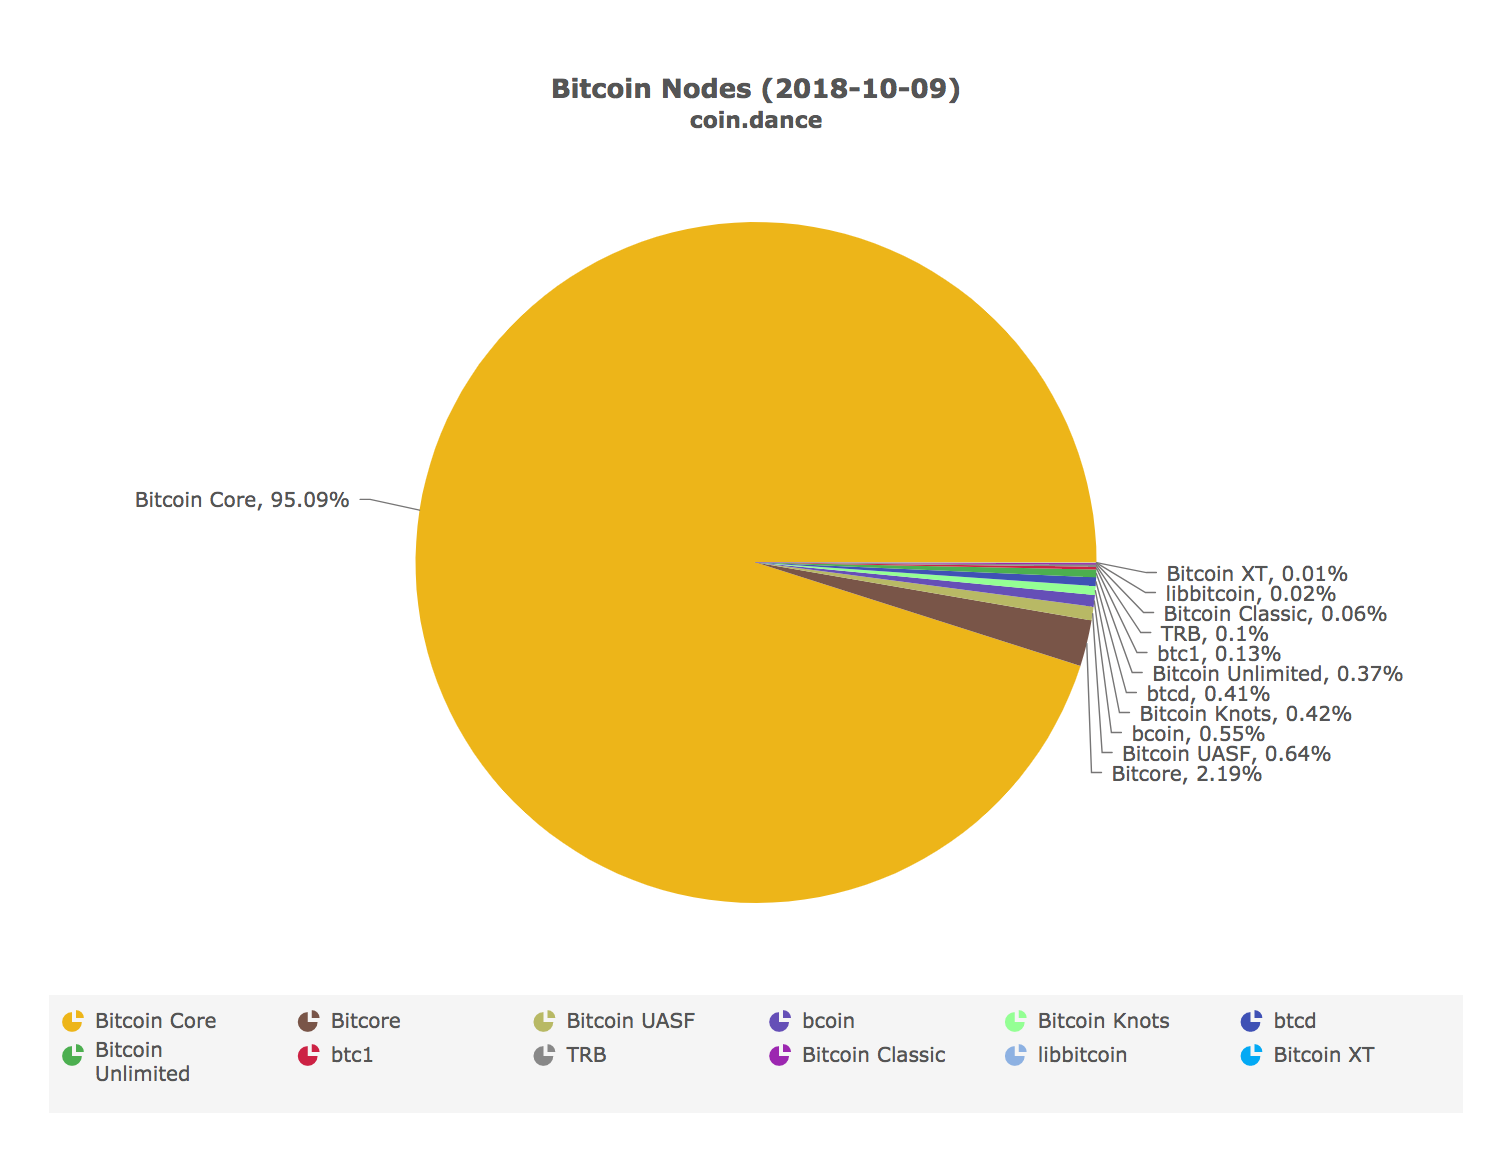 Bitcoin Nodes (2018-10-09)
coin.dance
Bitcoin Core, 95.09%
Bitcoin XT, 0.01%
libbitcoin, 0.02%
Bitcoin Classic, 0.06%
TRB, 0.1%
btc1, 0.13%
Bitcoin Unlimited, 0.37%
btcd, 0.41%
Bitcoin Knots, 0.42%
bcoin, 0.55%
Bitcoin UASF, 0.64%
Bitcore, 2.19%
Bitcoin Core
Bitcore
Bitcoin UASF
bcoin
Bitcoin Knots
btcd
Bitcoin
Unlimited
btc1
TRB
Bitcoin Classic
libbitcoin
Bitcoin XT